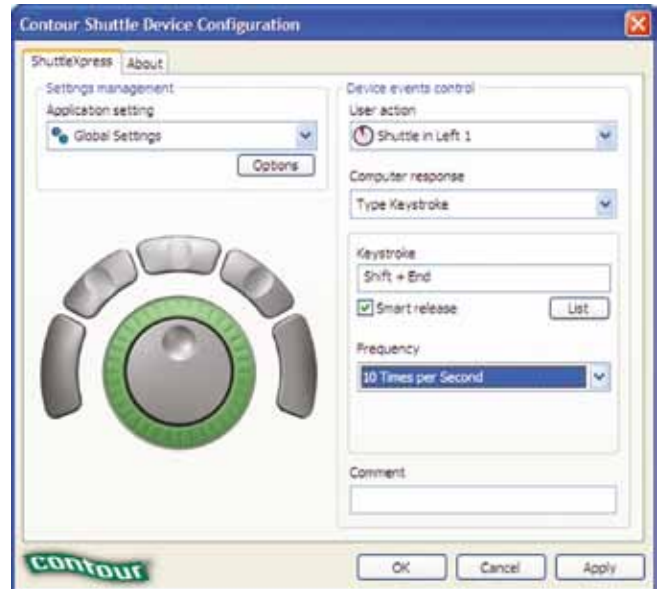 Contour Shuttle Device Configuration
ShuttleXpress
About
Settings management
Application setting
Global Settings
Options
Device events control
User action
Shuttle in Left 1
Computer response
Type Keystroke
Keystroke
Shift + End
Smart release
List
Frequency
10 Times per Second
Comment
contour
OK
Cancel
Apply